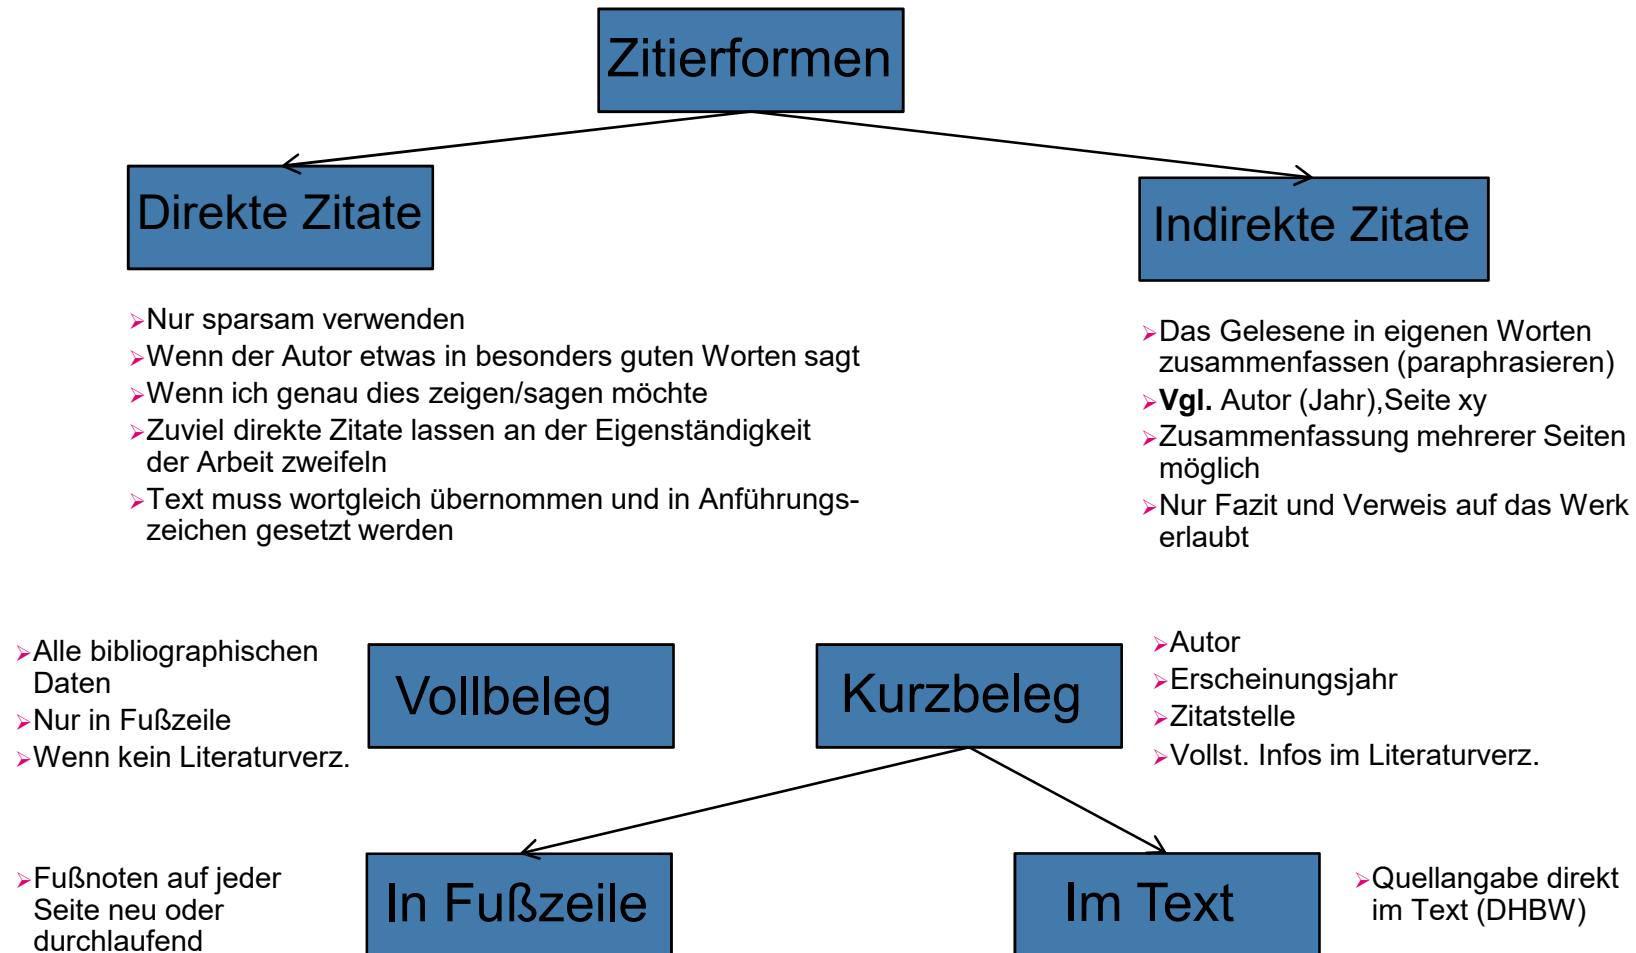 Zitierformen
Direkte Zitate
Indirekte Zitate
➢Nur sparsam verwenden
➢Wenn der Autor etwas in besonders guten Worten sagt
➢Wenn ich genau dies zeigen/sagen möchte
➢Zuviel direkte Zitate lassen an der Eigenständigkeit
der Arbeit zweifeln
➢Text muss wortgleich übernommen und in Anführungs-
zeichen gesetzt werden
➢Das Gelesene in eigenen Worten
zusammenfassen (paraphrasieren)
➢Vgl. Autor (Jahr),Seite xy
➢Zusammenfassung mehrerer Seiten
möglich
➢Nur Fazit und Verweis auf das Werk
erlaubt
➢Alle bibliographischen
Daten
➢Nur in Fußzeile
➢Wenn kein Literaturverz.
Vollbeleg
Kurzbeleg
➢Autor
➢Erscheinungsjahr
➢Zitatstelle
➢Vollst. Infos im Literaturverz.
➢Fußnoten auf jeder
Seite neu oder
durchlaufend
In Fußzeile
Im Text
➢Quellangabe direkt
im Text (DHBW)